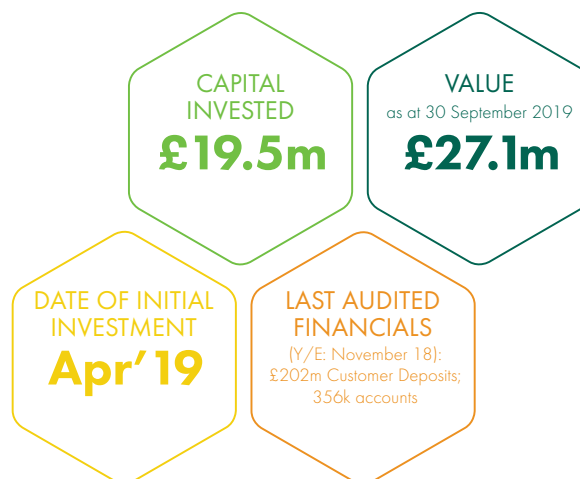 CAPITAL
INVESTED
£19.5m
VALUE
as at 30 September 2019
£27.1m
DATE OF INITIAL
INVESTMENT
Apr’19
LAST AUDITED
FINANCIALS
(Y/E: November 18):
£202m Customer Deposits;
356k accounts